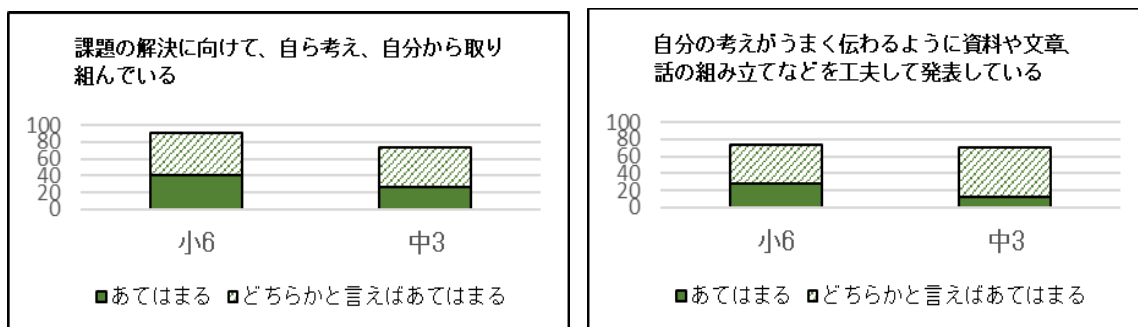 課題の解決に向けて、自ら考え、自分から取り
組んでいる
100
80
60
40
20
0
小6
中3
■あてはまる
どちらかと言えばあてはまる
自分の考えがうまく伝わるように資料や文章、
話の組み立てなどを工夫して発表している
100
80
60
40
20
0
小6
中3
■あてはまる
どちらかと言えばあてはまる